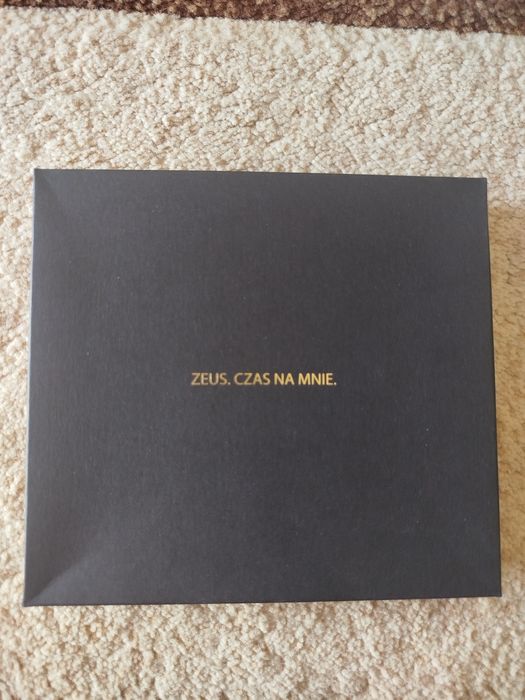 ZEUS. CZAS NA MNIE.